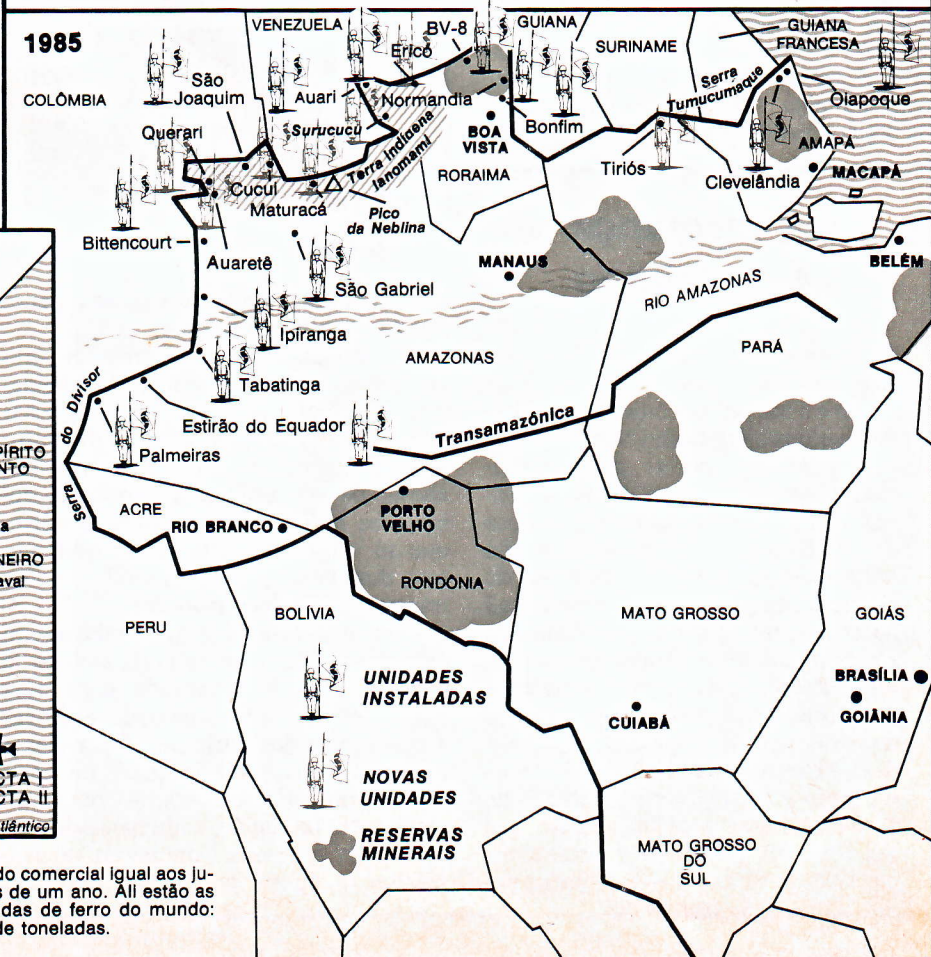 1985
VENEZUELA
BV-8
GUIANA
GUIANA
FRANCESA
SURINAME
Ericó
COLÔMBIA
São
Joaquim
Auari
Normandia
Serra
Tumucumaque
Oiapoque
Querari
Surucucú
BOA
VISTA
Bonfim
AMAPÁ
Terra Indígena
Ianomami
Tiriós
Clevelândia
MACAPÁ
Cucuí
RORAIMA
Maturacá
Pico
da Neblina
Bittencourt
Auaretê
MANAUS
BELÉM
São Gabriel
RIO AMAZONAS
Ipiranga
AMAZONAS
PARÁ
Tabatinga
Serra do Divisor
Estirão do Equador
Transamazônica
Palmeiras
PÍRITO
NTO
ACRE
RIO BRANCO
PORTO
VELHO
a
NEIRO
aval
RONDÔNIA
PERU
BOLÍVIA
MATO GROSSO
GOIÁS
UNIDADES
INSTALADAS
BRASÍLIA
CUIABÁ
GOIÂNIA
NOVAS
UNIDADES
CTA I
CTA II
tlântico
RESERVAS
MINERAIS
MATO GROSSO
DO
SUL
do comercial igual aos ju-
s de um ano. Ali estão as
das de ferro do mundo:
de toneladas.